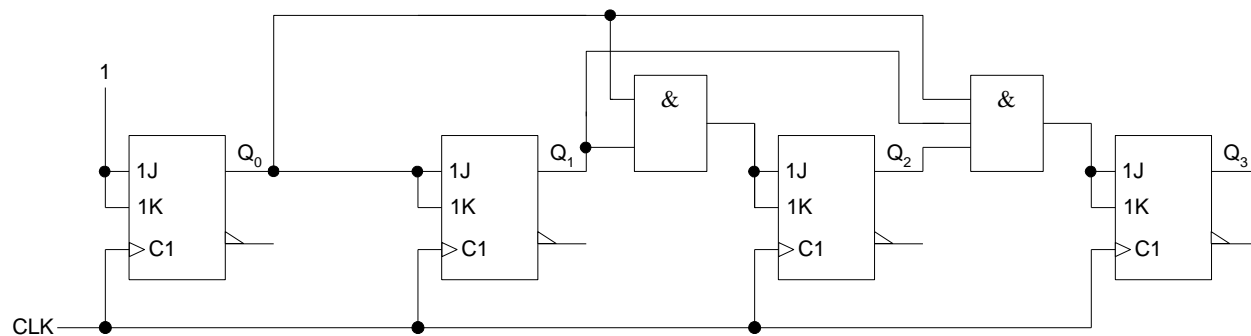 1
& &
Q0 Q1 Q2 Q3
1J 1J 1J 1J
1K 1K 1K 1K
C1 C1 C1 C1
CLK